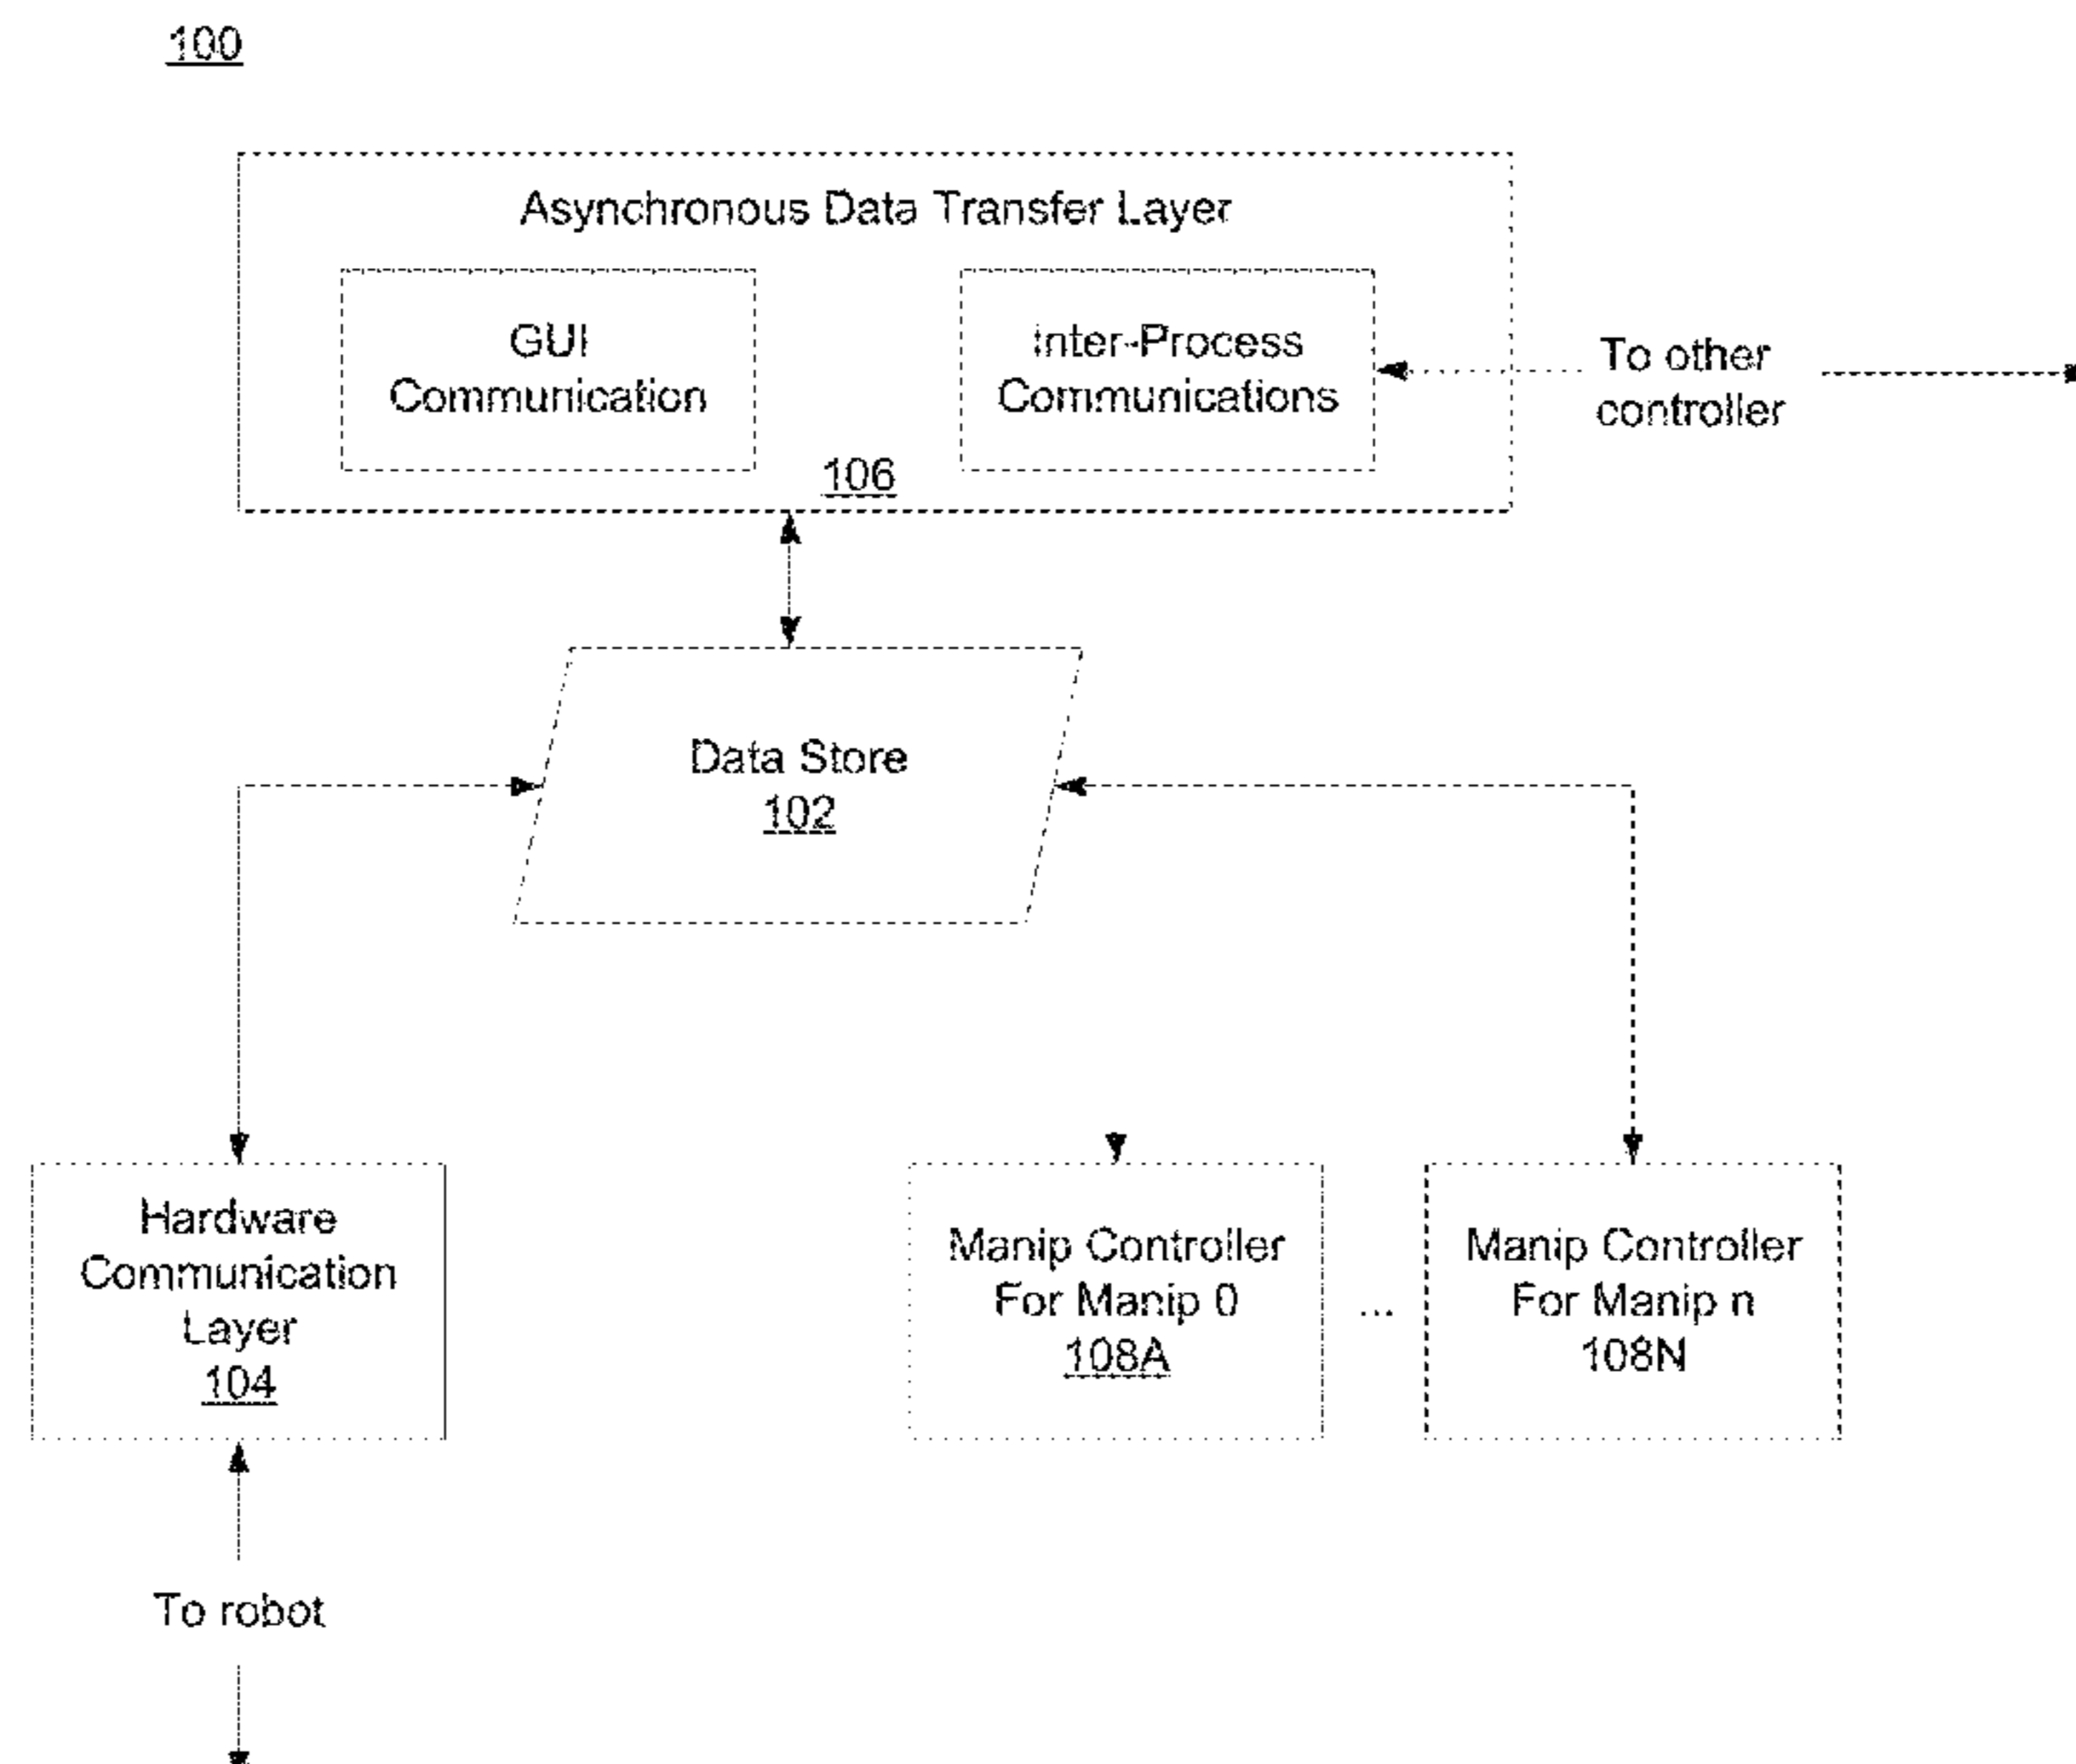 100
Asynchronous Data Transfer Layer
GUI
Communication
Inter-Process
Communications
106
To other
controller
Data Store
102
Hardware
Communication
Layer
104
Manip Controller
For Manip 0
108A
...
Manip Controller
For Manip n
108N
To robot